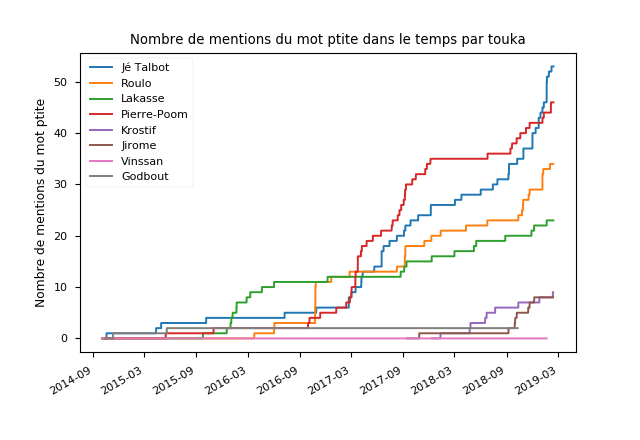 Nombre de mentions du mot ptite dans le temps par touka
Nombre de mentions du mot ptite
50
40
30
20
10
0
Jé Talbot
Roulo
Lakasse
Pierre-Poom
Krostif
Jirome
Vinssan
Godbout
2014-09
2015-03
2015-09
2016-03
2016-09
2017-03
2017-09
2018-03
2018-09
2019-03